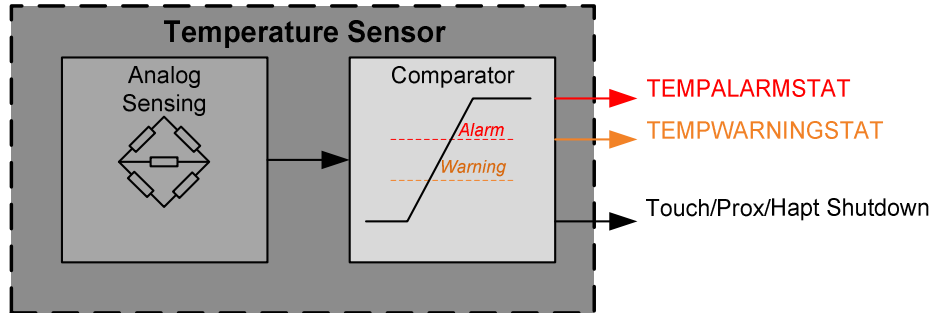 Temperature Sensor
Analog
Sensing
Comparator
Alarm
Warning
TEMPALARMSTAT
TEMPWARNINGSTAT
Touch/Prox/Hapt Shutdown